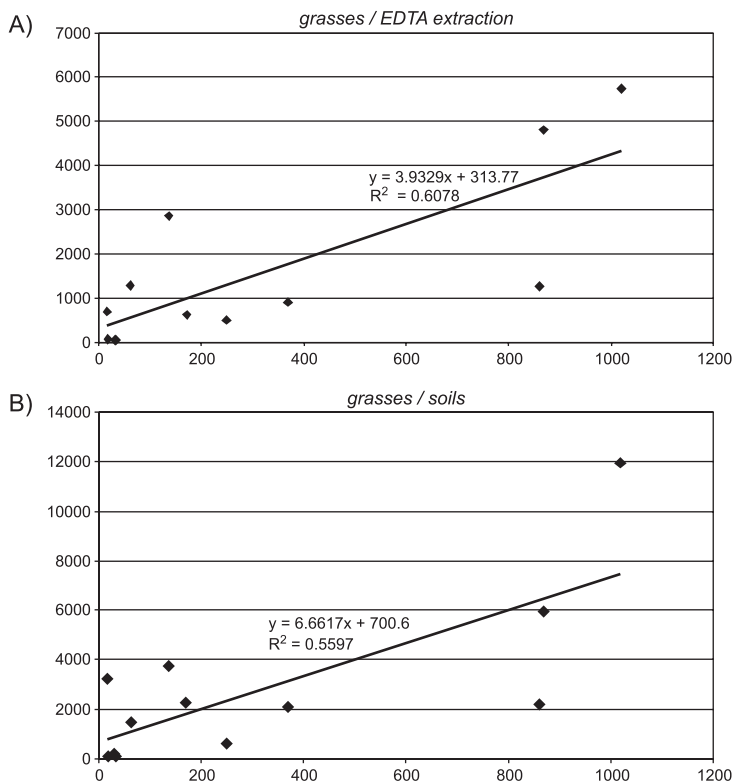 A)
grasses / EDTA extraction
7000
6000
5000
4000
3000
2000
1000
0
y = 3.9329x + 313.77
R² = 0.6078
0 200 400 600 800 1000 1200
B)
grasses / soils
14000
12000
10000
8000
6000
4000
2000
0
y = 6.6617x + 700.6
R² = 0.5597
0 200 400 600 800 1000 1200